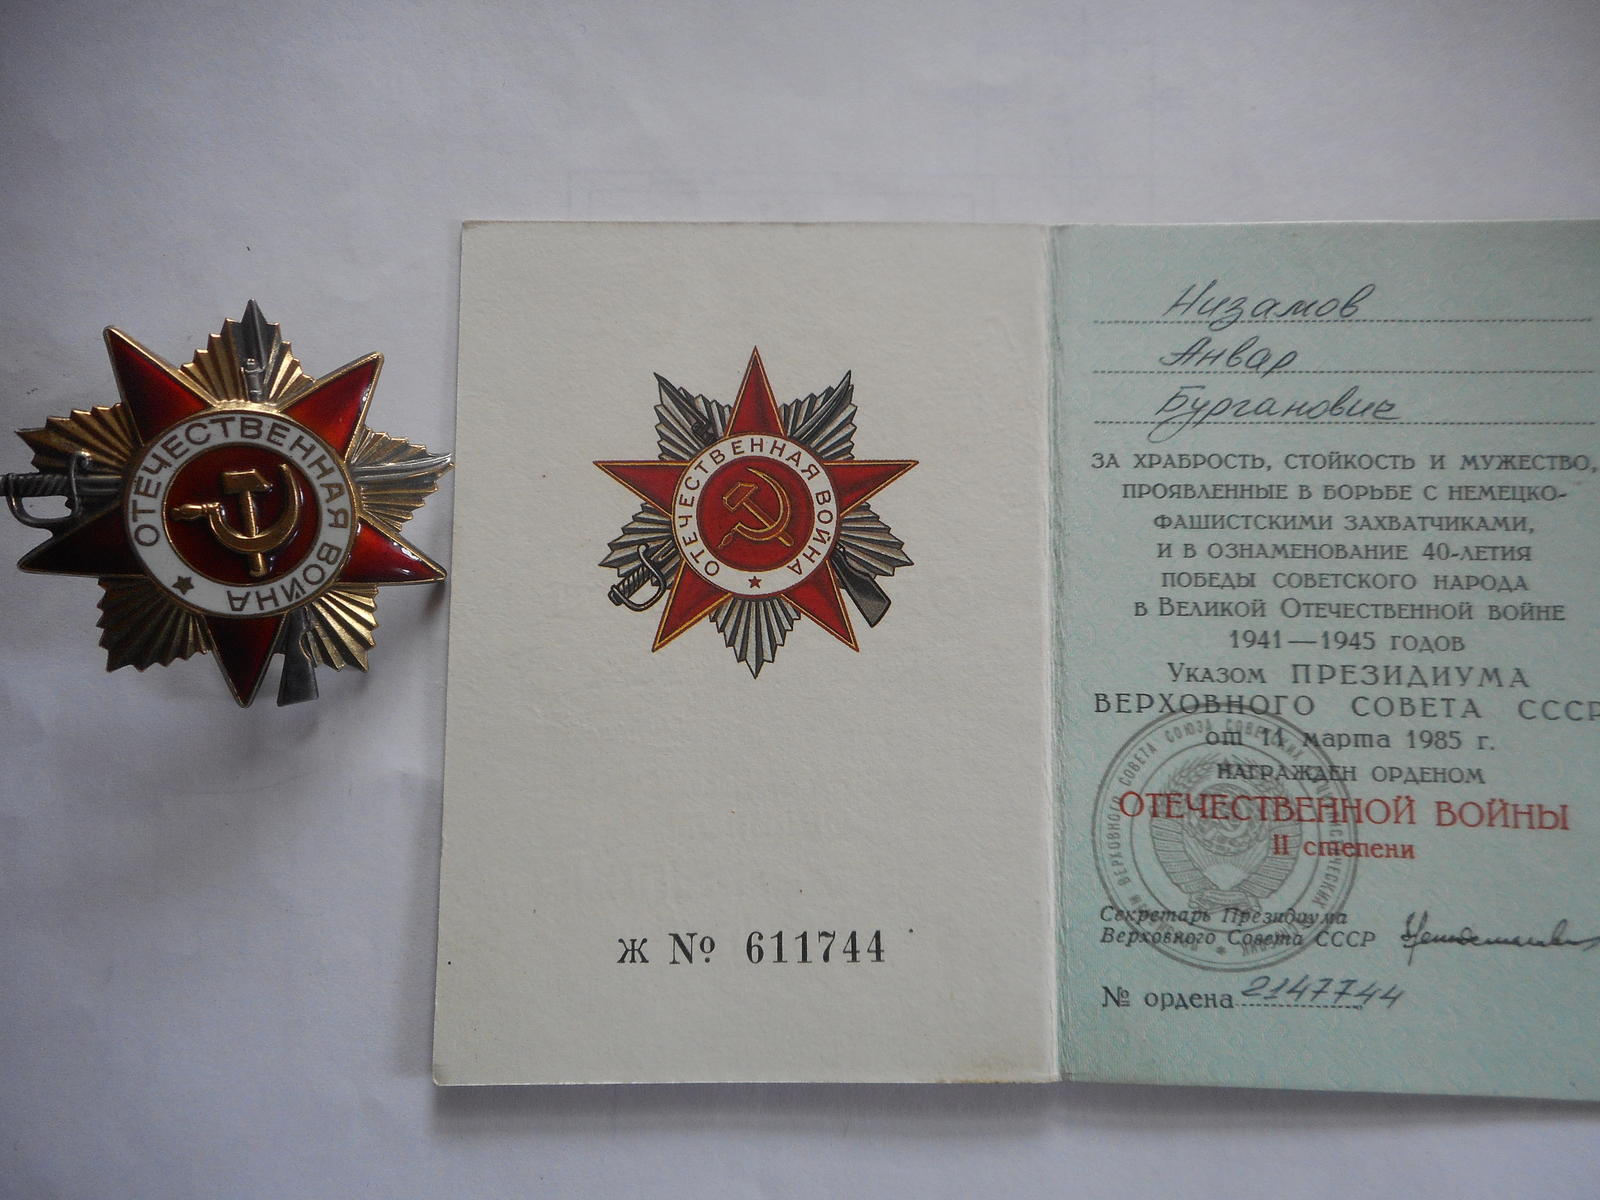 ОТЕЧЕСТВЕННАЯ ВОЙНА
ОТЕЧЕСТВЕННАЯ ВОЙНА
Ж № 611744
Низамов
Анвар
Бурганович
ЗА ХРАБРОСТЬ, СТОЙКОСТЬ И МУЖЕСТВО,
ПРОЯВЛЕННЫЕ В БОРЬБЕ С НЕМЕЦКО-
ФАШИСТСКИМИ ЗАХВАТЧИКАМИ,
И В ОЗНАМЕНОВАНИЕ 40-ЛЕТИЯ
ПОБЕДЫ СОВЕТСКОГО НАРОДА
В ВЕЛИКОЙ ОТЕЧЕСТВЕННОЙ ВОЙНЕ
1941—1945 ГОДОВ
УКАЗОМ ПРЕЗИДИУМА
ВЕРХОВНОГО СОВЕТА СССР
от 11 марта 1985 г.
НАГРАЖДЕН ОРДЕНОМ
ОТЕЧЕСТВЕННОЙ ВОЙНЫ
II степени
Секретарь Президиума
Верховного Совета СССР
№ ордена 2147744